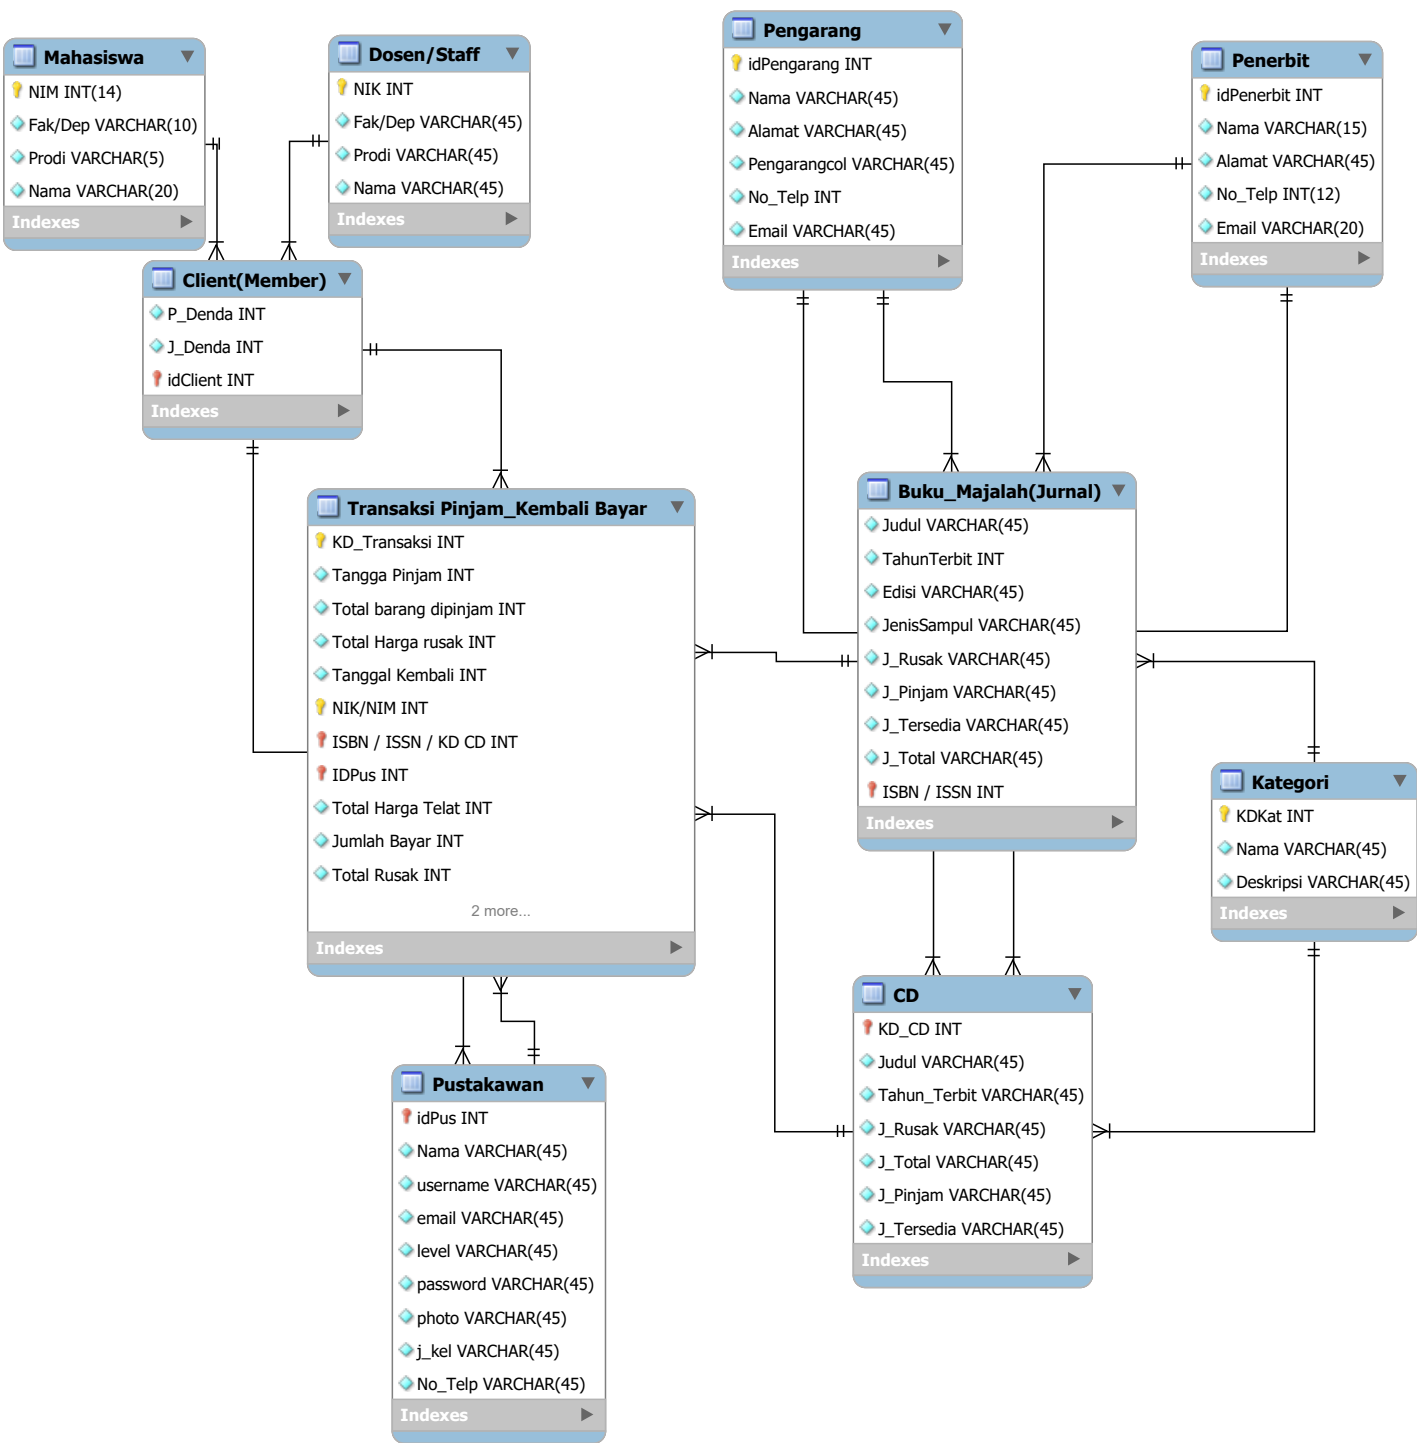 Mahasiswa
NIM INT(14)
Fak/Dep VARCHAR(10)
Prodi VARCHAR(5)
Nama VARCHAR(20)
Indexes
Dosen/Staff
NIK INT
Fak/Dep VARCHAR(45)
Prodi VARCHAR(45)
Nama VARCHAR(45)
Indexes
Pengarang
idPengarang INT
Nama VARCHAR(45)
Alamat VARCHAR(45)
Pengarangcol VARCHAR(45)
No_Telp INT
Email VARCHAR(45)
Indexes
Penerbit
idPenerbit INT
Nama VARCHAR(15)
Alamat VARCHAR(45)
No_Telp INT(12)
Email VARCHAR(20)
Indexes
Client(Member)
P_Denda INT
J_Denda INT
idClient INT
Indexes
Transaksi Pinjam_Kembali Bayar
KD_Transaksi INT
Tangga Pinjam INT
Total barang dipinjam INT
Total Harga rusak INT
Tanggal Kembali INT
NIK/NIM INT
ISBN / ISSN / KD CD INT
IDPus INT
Total Harga Telat INT
Jumlah Bayar INT
Total Rusak INT
2 more...
Indexes
Buku_Majalah(Jurnal)
Judul VARCHAR(45)
TahunTerbit INT
Edisi VARCHAR(45)
JenisSampul VARCHAR(45)
J_Rusak VARCHAR(45)
J_Pinjam VARCHAR(45)
J_Tersedia VARCHAR(45)
J_Total VARCHAR(45)
ISBN / ISSN INT
Indexes
Kategori
KDKat INT
Nama VARCHAR(45)
Deskripsi VARCHAR(45)
Indexes
CD
KD_CD INT
Judul VARCHAR(45)
Tahun_Terbit VARCHAR(45)
J_Rusak VARCHAR(45)
J_Total VARCHAR(45)
J_Pinjam VARCHAR(45)
J_Tersedia VARCHAR(45)
Indexes
Pustakawan
idPus INT
Nama VARCHAR(45)
username VARCHAR(45)
email VARCHAR(45)
level VARCHAR(45)
password VARCHAR(45)
photo VARCHAR(45)
j_kel VARCHAR(45)
No_Telp VARCHAR(45)
Indexes